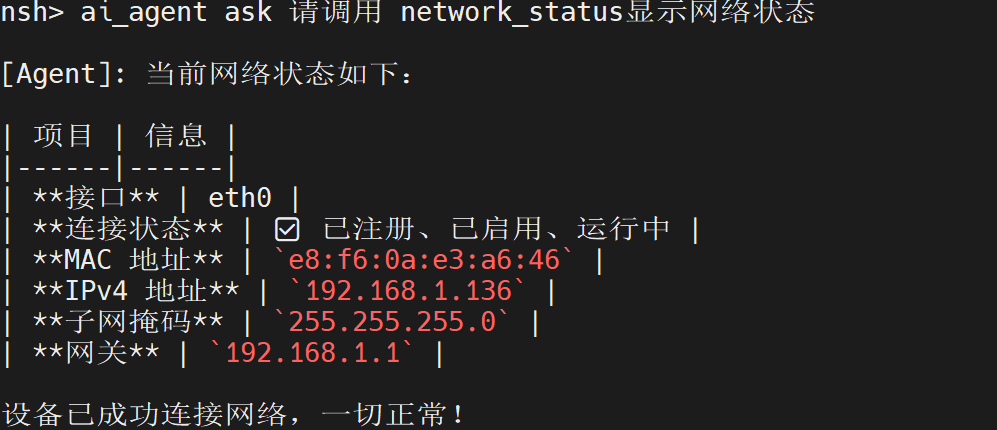 nsh> ai_agent ask 请调用 network_status显示网络状态
[Agent]: 当前网络状态如下：
| 项目 | 信息 |
|------|------|
| **接口** | eth0 |
| **连接状态** | ☑ 已注册、已启用、运行中 |
| **MAC 地址** | `e8:f6:0a:e3:a6:46` |
| **IPv4 地址** | `192.168.1.136` |
| **子网掩码** | `255.255.255.0` |
| **网关** | `192.168.1.1` |
设备已成功连接网络，一切正常！